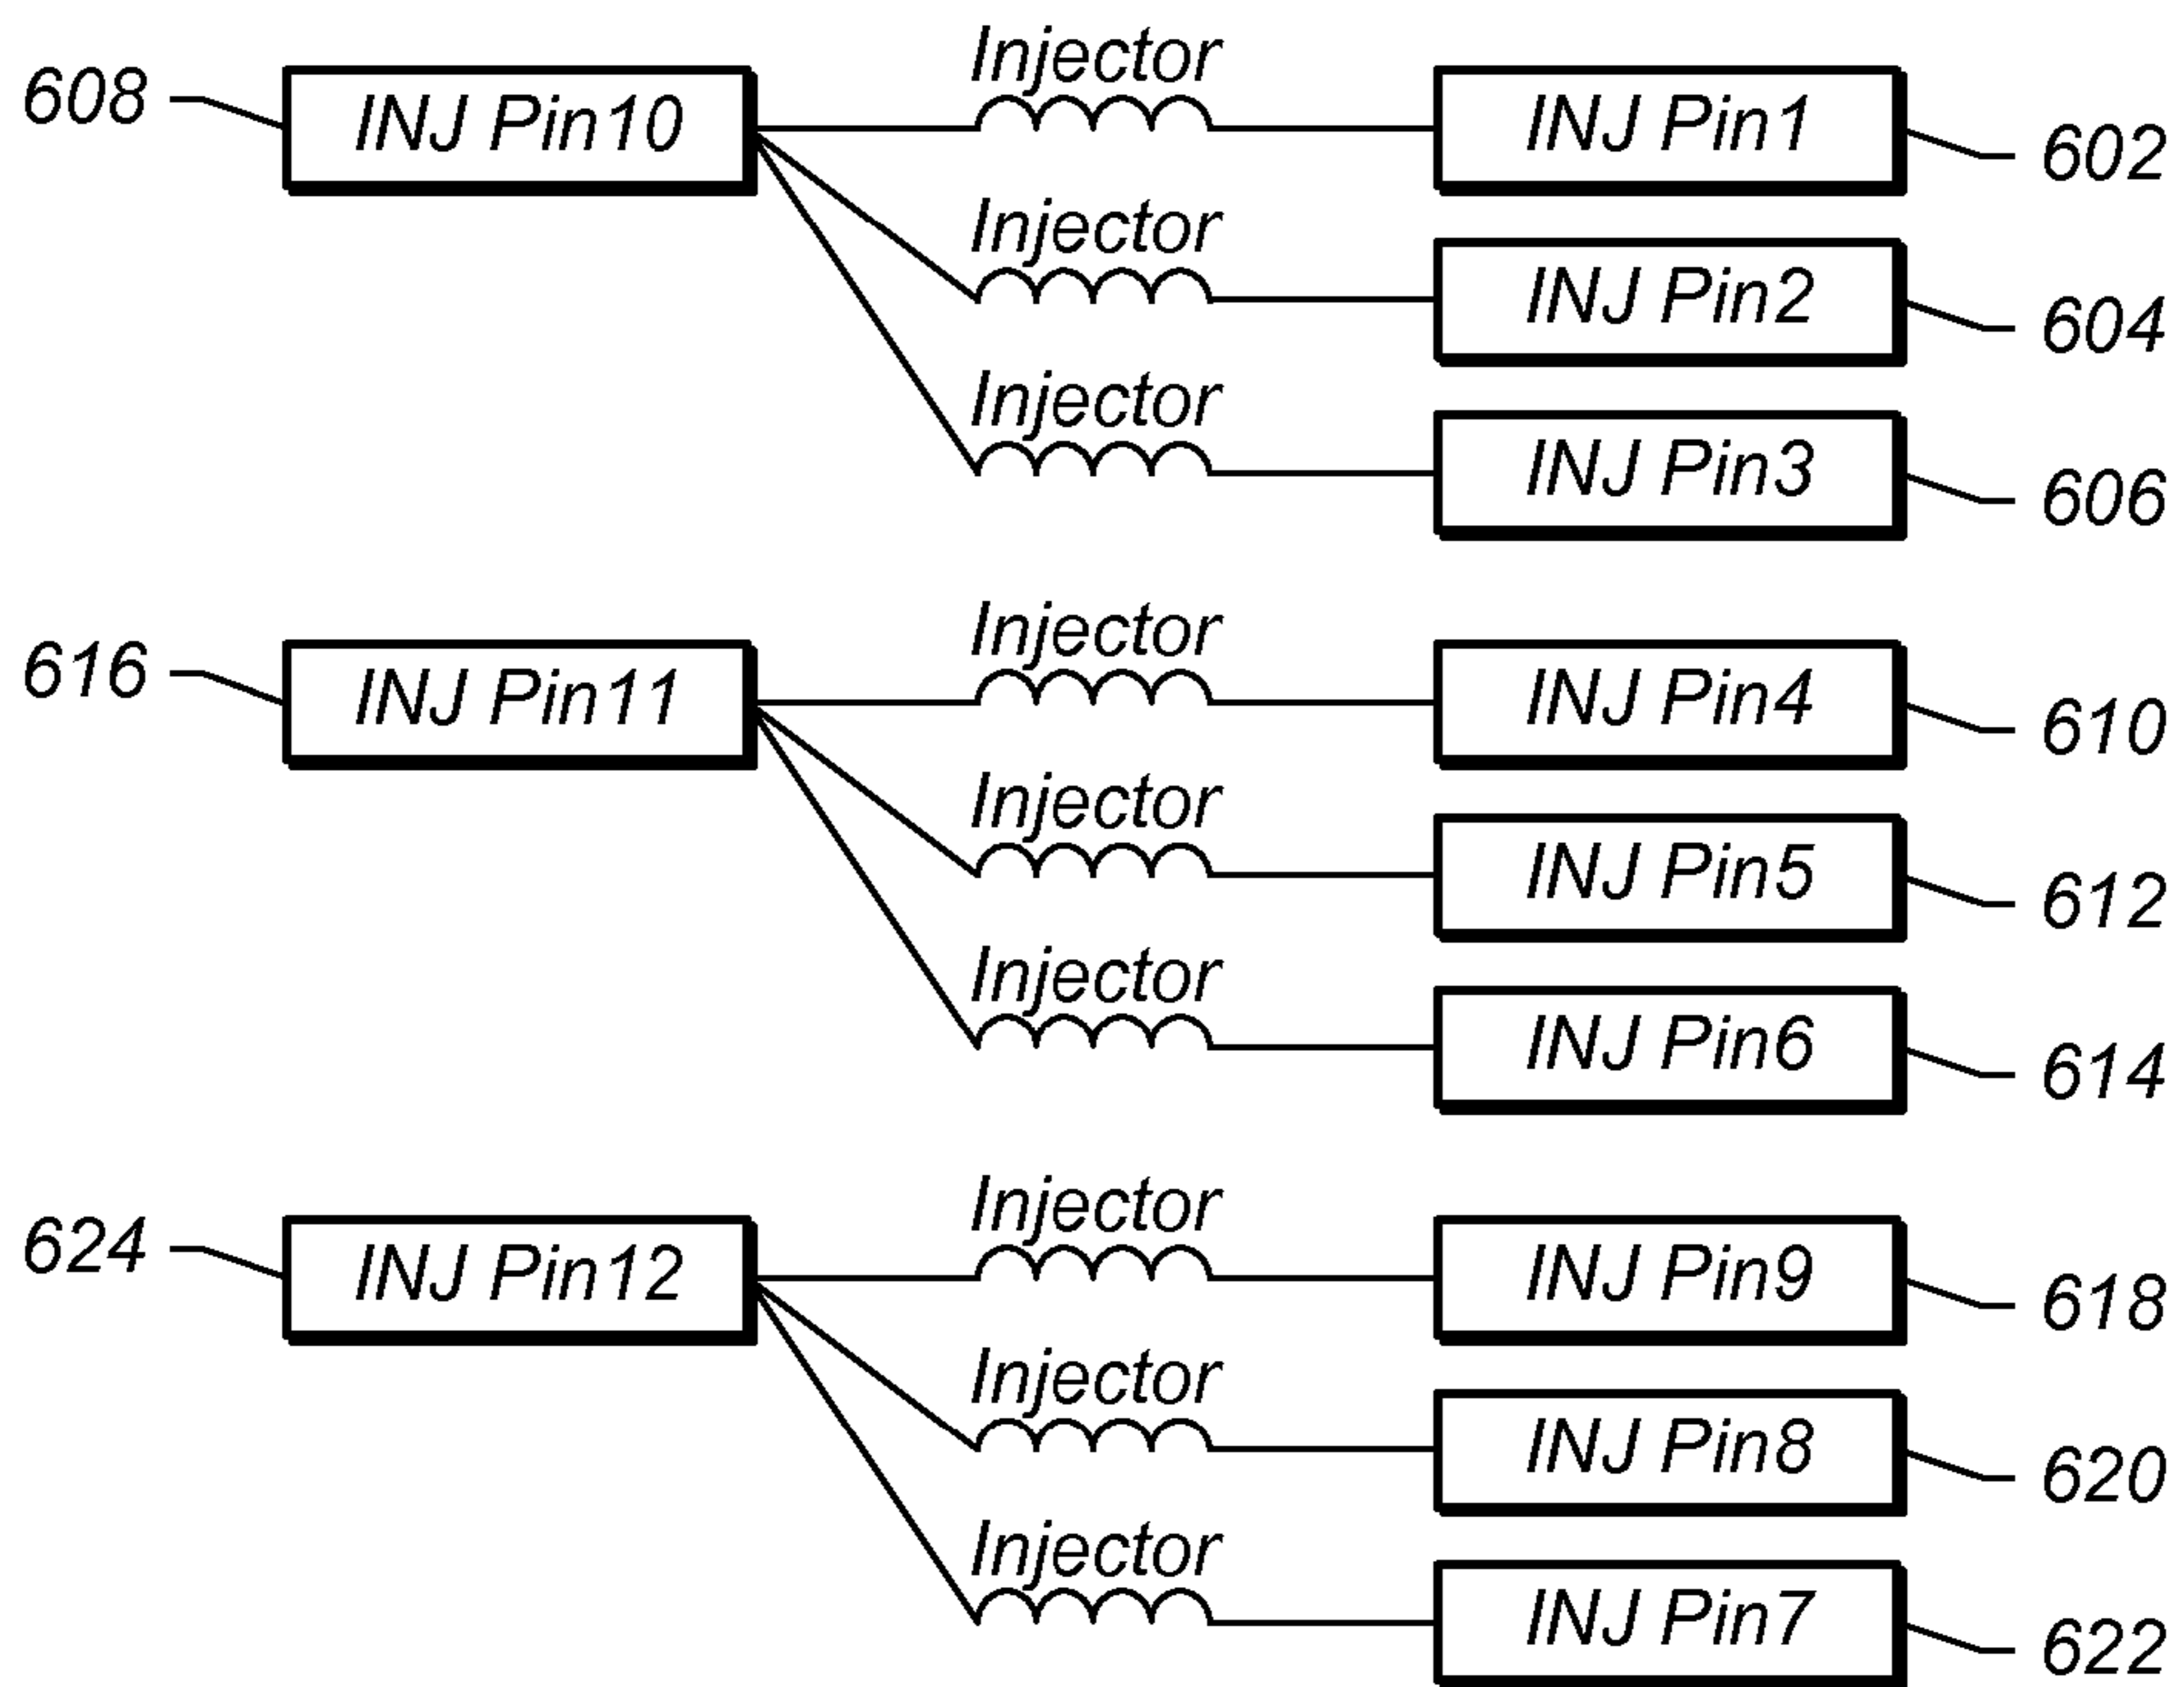 Injector
608 INJ Pin10 INJ Pin1 602
Injector
INJ Pin2 604
Injector
INJ Pin3 606
Injector
616 INJ Pin11 INJ Pin4 610
Injector
INJ Pin5 612
Injector
INJ Pin6 614
Injector
624 INJ Pin12 INJ Pin9 618
Injector
INJ Pin8 620
Injector
INJ Pin7 622